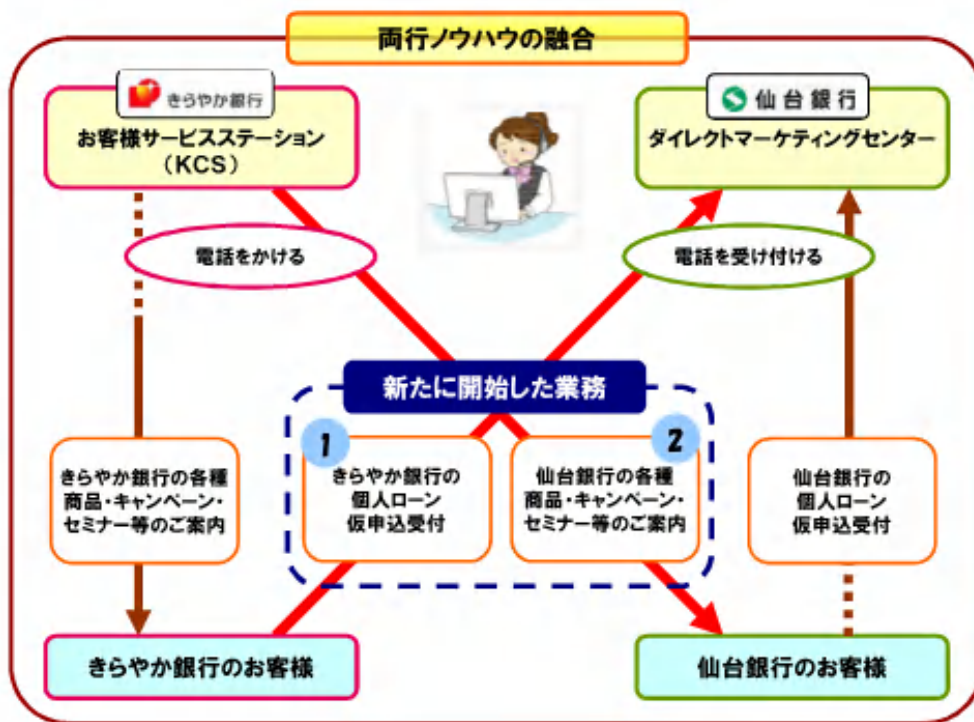 両行ノウハウの融合
きらやか銀行
お客様サービスステーション
（KCS）
仙台銀行
ダイレクトマーケティングセンター
電話をかける
電話を受け付ける
新たに開始した業務
1
2
きらやか銀行の各種
商品・キャンペーン・
セミナー等のご案内
きらやか銀行の
個人ローン
仮申込受付
仙台銀行の各種
商品・キャンペーン・
セミナー等のご案内
仙台銀行の
個人ローン
仮申込受付
きらやか銀行のお客様
仙台銀行のお客様